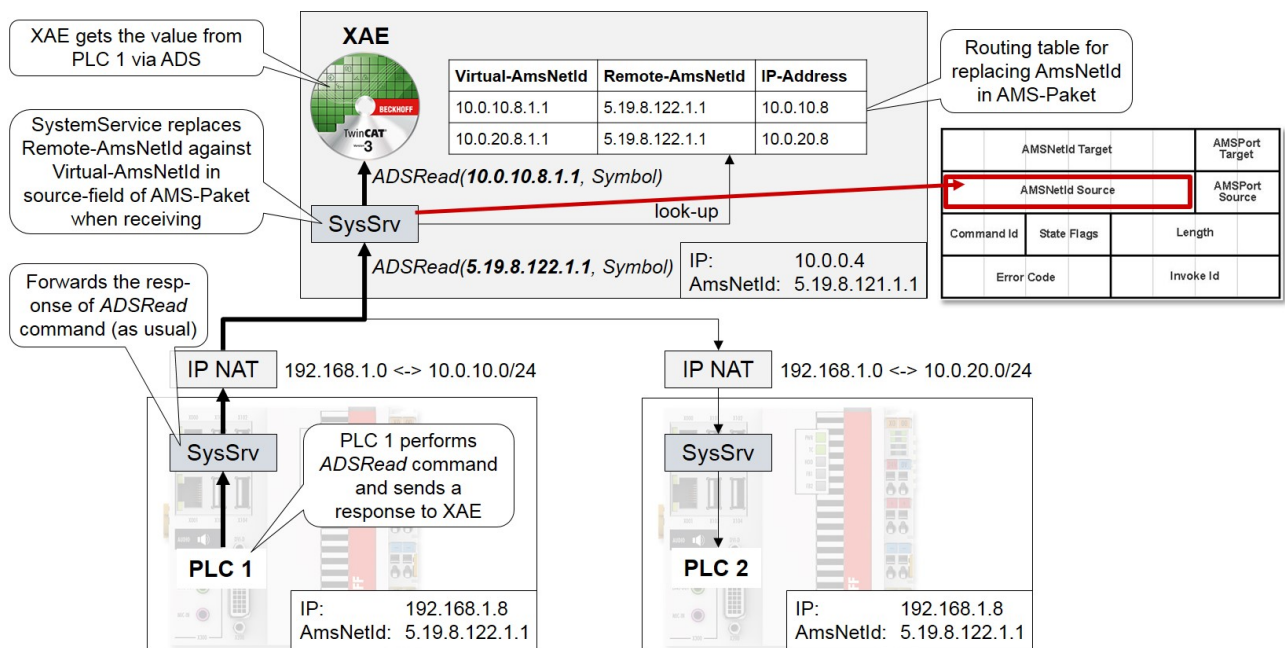 XAE gets the value from
PLC 1 via ADS
XAE
BECKHOFF
TwinCAT®
3
Virtual-AmsNetId Remote-AmsNetId IP-Address
10.0.10.8.1.1 5.19.8.122.1.1 10.0.10.8
10.0.20.8.1.1 5.19.8.122.1.1 10.0.20.8
Routing table for
replacing AmsNetId
in AMS-Paket
SystemService replaces
Remote-AmsNetId against
Virtual-AmsNetId in
source-field of AMS-Paket
when receiving
ADSRead(10.0.10.8.1.1, Symbol)
SysSrv
look-up
ADSRead(5.19.8.122.1.1, Symbol)
IP: 10.0.0.4
AmsNetId: 5.19.8.121.1.1
AMSNetId Target AMSPort Target
AMSNetId Source AMSPort Source
Command Id State Flags Length
Error Code Invoke Id
Forwards the resp-
onse of ADSRead
command (as usual)
IP NAT 192.168.1.0 <-> 10.0.10.0/24
IP NAT 192.168.1.0 <-> 10.0.20.0/24
SysSrv
PLC 1 performs
ADSRead command
and sends a
response to XAE
PLC 1
IP: 192.168.1.8
AmsNetId: 5.19.8.122.1.1
SysSrv
PLC 2
IP: 192.168.1.8
AmsNetId: 5.19.8.122.1.1